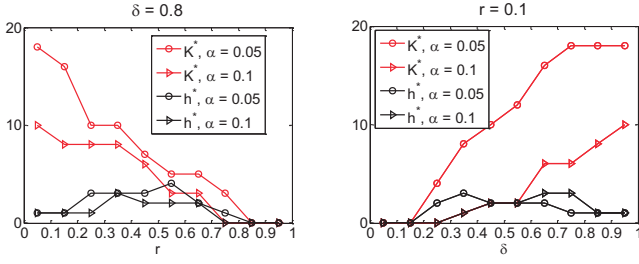 δ = 0.8
20
10
0
0 0.1 0.2 0.3 0.4 0.5 0.6 0.7 0.8 0.9 1
r
K*, α = 0.05
K*, α = 0.1
h*, α = 0.05
h*, α = 0.1
r = 0.1
20
10
0
0 0.1 0.2 0.3 0.4 0.5 0.6 0.7 0.8 0.9 1
δ
K*, α = 0.05
K*, α = 0.1
h*, α = 0.05
h*, α = 0.1